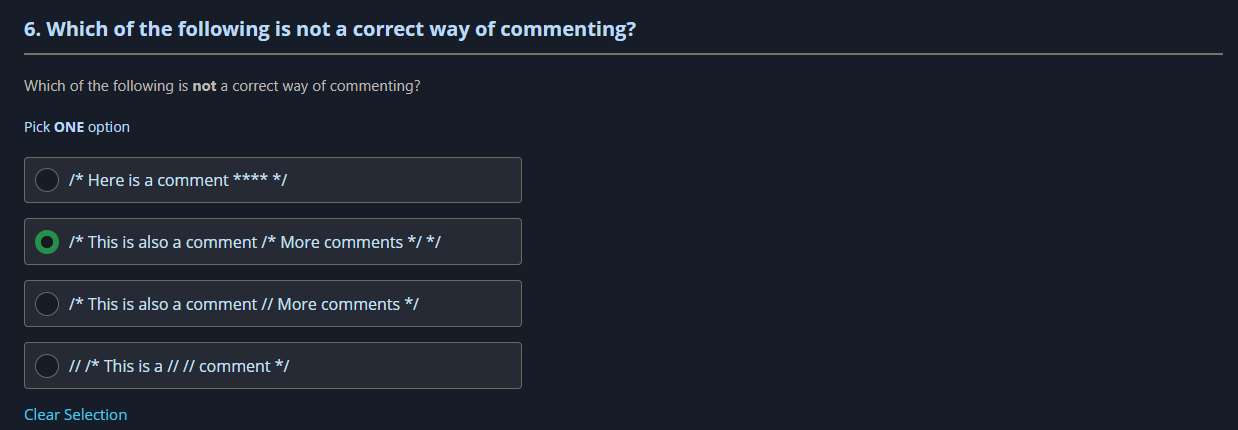 6. Which of the following is not a correct way of commenting?
Which of the following is not a correct way of commenting?
Pick ONE option
/* Here is a comment **** */
/* This is also a comment /* More comments */ */
/* This is also a comment // More comments */
// /* This is a // // comment */
Clear Selection